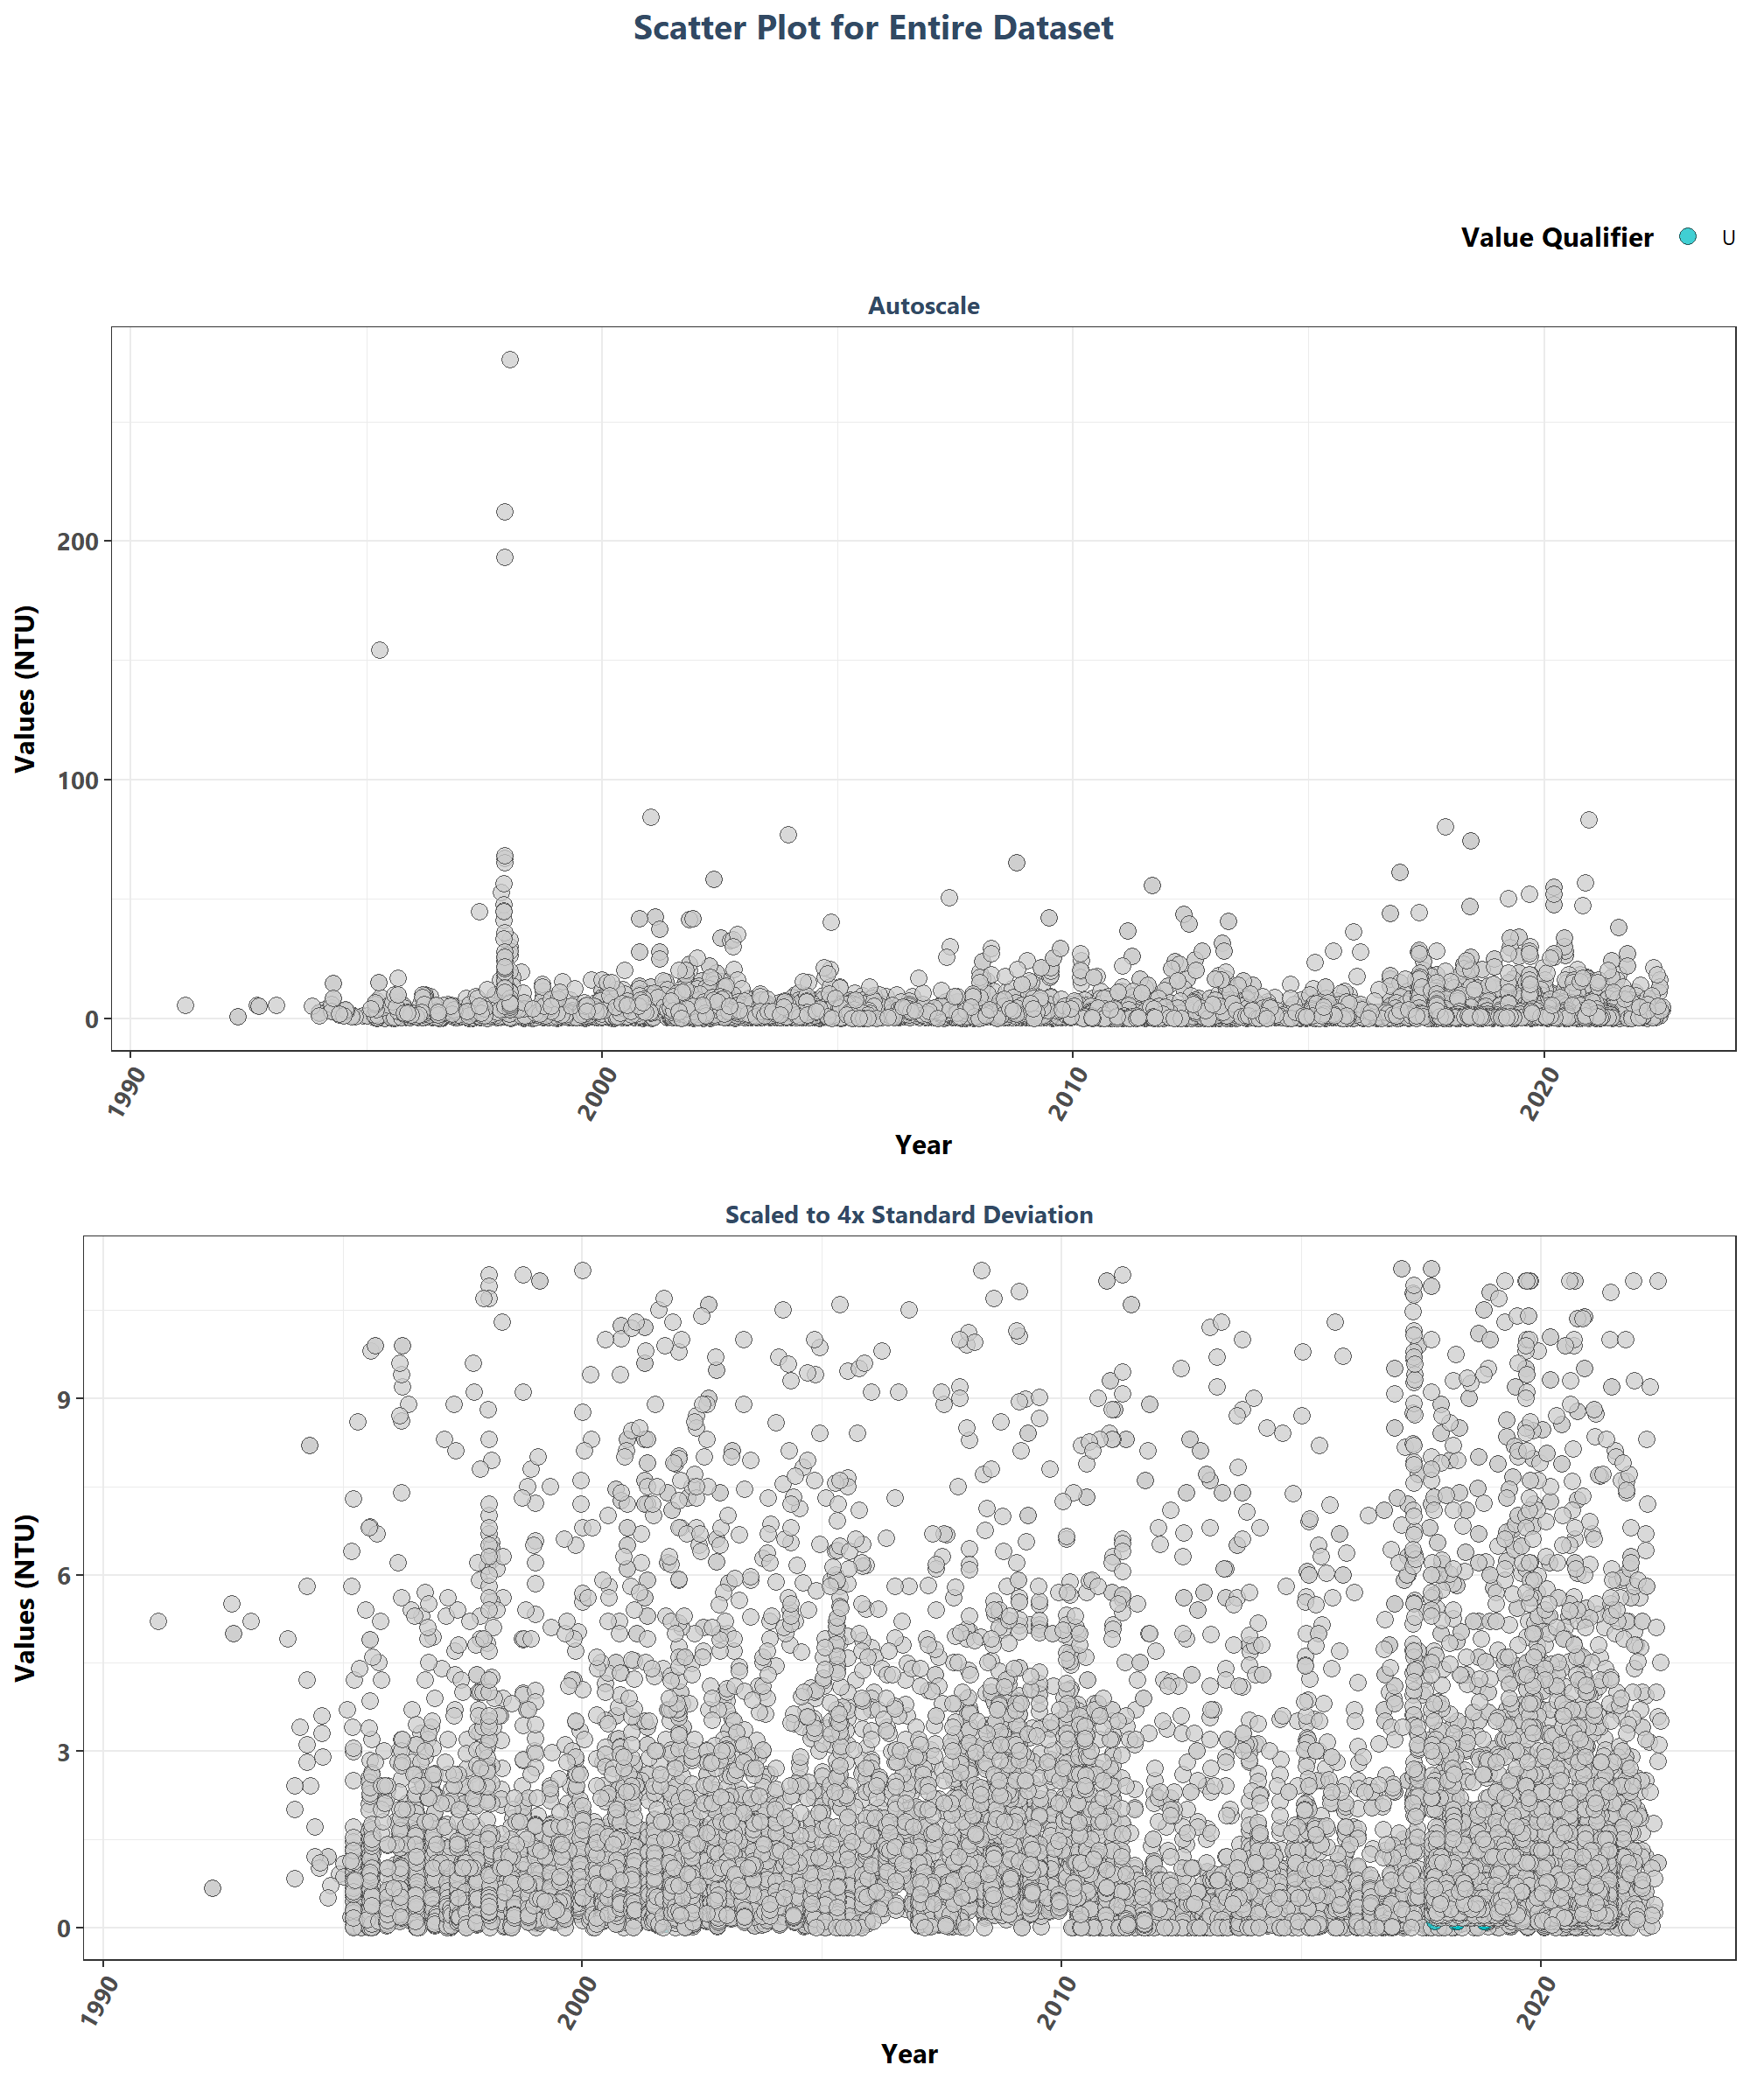 Scatter Plot for Entire Dataset
Value Qualifier U
Autoscale
Values (NTU)
200
100
0
1990 2000 2010 2020
Year
Scaled to 4x Standard Deviation
Values (NTU)
9
6
3
0
1990 2000 2010 2020
Year